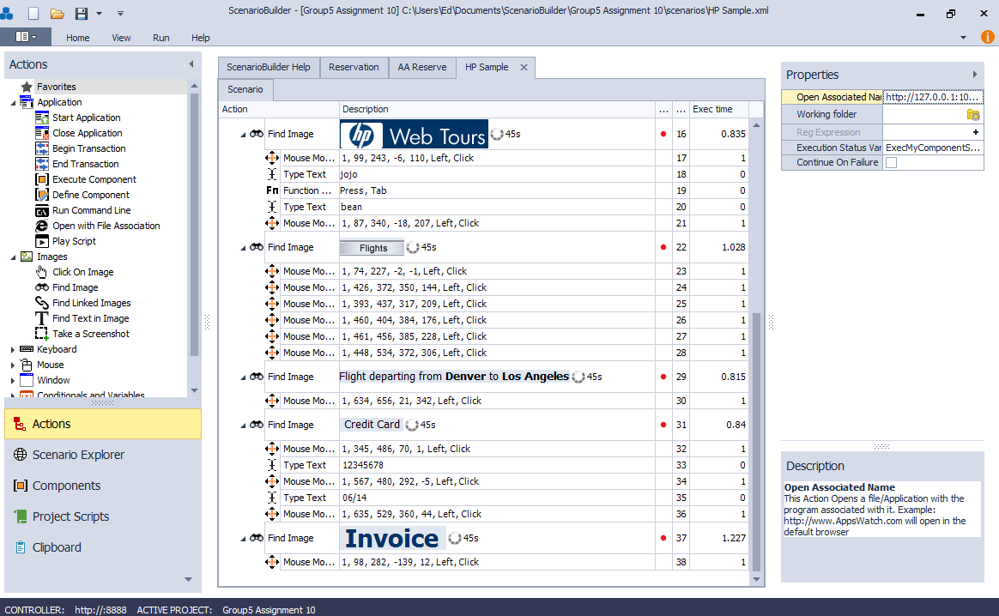 ScenarioBuilder - [Group5 Assignment 10] C:\Users\Ed\Documents\ScenarioBuilder\Group5 Assignment 10\scenarios\HP Sample.xml
Home View Run Help
Actions
Favorites
Application
Start Application
Close Application
Begin Transaction
End Transaction
Execute Component
Define Component
Run Command Line
Open with File Association
Play Script
Images
Click On Image
Find Image
Find Linked Images
Find Text in Image
Take a Screenshot
Keyboard
Mouse
Window
Conditionals and Variables
Actions
Scenario Explorer
Components
Project Scripts
Clipboard
ScenarioBuilder Help Reservation AA Reserve HP Sample
Scenario
Action Description ... ... Exec time
Find Image hp Web Tours 45s 16 0.835
Mouse Mo... 1, 99, 243, -6, 110, Left, Click 17 1
Type Text jojo 18 0
Fn Function ... Press, Tab 19 0
Type Text bean 20 0
Mouse Mo... 1, 87, 340, -18, 207, Left, Click 21 1
Find Image Flights 45s 22 1.028
Mouse Mo... 1, 74, 227, -2, -1, Left, Click 23 1
Mouse Mo... 1, 426, 372, 350, 144, Left, Click 24 1
Mouse Mo... 1, 393, 437, 317, 209, Left, Click 25 1
Mouse Mo... 1, 460, 404, 384, 176, Left, Click 26 1
Mouse Mo... 1, 461, 456, 385, 228, Left, Click 27 1
Mouse Mo... 1, 448, 534, 372, 306, Left, Click 28 1
Find Image Flight departing from Denver to Los Angeles 45s 29 0.815
Mouse Mo... 1, 634, 656, 21, 342, Left, Click 30 1
Find Image Credit Card 45s 31 0.84
Mouse Mo... 1, 345, 486, 70, 1, Left, Click 32 1
Type Text 12345678 33 0
Mouse Mo... 1, 567, 480, 292, -5, Left, Click 34 1
Type Text 06/14 35 0
Mouse Mo... 1, 635, 529, 360, 44, Left, Click 36 1
Find Image Invoice 45s 37 1.227
Mouse Mo... 1, 98, 282, -139, 12, Left, Click 38 1
Properties
Open Associated Nar http://127.0.0.1:10...
Working folder
Reg Expression
Execution Status Var ExecMyComponentS...
Continue On Failure
Description
Open Associated Name
This Action Opens a file/Application with the
program associated with it. Example:
http://www.AppsWatch.com will open in the
default browser
CONTROLLER: http://:8888 ACTIVE PROJECT: Group5 Assignment 10